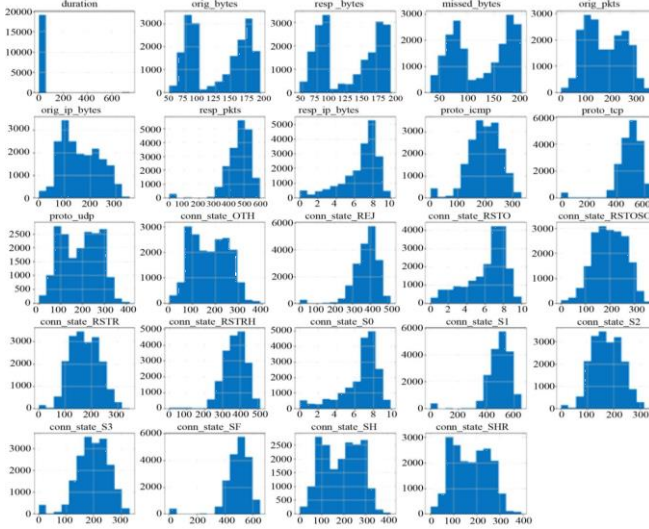 duration orig_bytes resp _bytes missed_bytes orig_pkts
20000 15000 10000 5000 0
0 200 400 600
3000 2000 1000 0
50 75 100 125 150 175 200
3000 2000 1000 0
50 75 100 125 150 175 200
3000 2000 1000 0
50 100 150 200
3000 2000 1000 0
0 100 200 300
orig_ip_bytes resp_pkts resp_ip_bytes proto_icmp proto_tcp
3000 2000 1000 0
0 100 200 300
5000 4000 3000 2000 1000 0
0 100 200 300 400 500 600
5000 4000 3000 2000 1000 0
0 2 4 6 8 10
3000 2000 1000 0
0 100 200 300
6000 4000 2000 0
0 200 400 600
proto_udp conn_state_OTH conn_state_REJ conn _state_RSTO conn_state_RSTOSO
2500 2000 1500 1000 500 0
0 100 200 300 400
3000 2000 1000 0
0 100 200 300 400
6000 4000 2000 0
0 100 200 300 400 500
4000 3000 2000 1000 0
0 2 4 6 8 10
3000 2000 1000 0
0 100 200 300
conn_state_RSTR conn_state_RSTRH conn_state_S0 conn_state_S1 conn_state_S2
3000 2000 1000 0
0 100 200 300
5000 4000 3000 2000 1000 0
0 100 200 300 400 500
5000 4000 3000 2000 1000 0
0 2 4 6 8 10
6000 4000 2000 0
0 200 400 600
3000 2000 1000 0
0 100 200 300
conn_state_S3 conn_state_SF conn_state_SH conn_state_SHR
3000 2000 1000 0
0 100 200 300
6000 4000 2000 0
0 200 400 600
2500 2000 1500 1000 500 0
0 100 200 300 400
3000 2000 1000 0
0 100 200 300 400